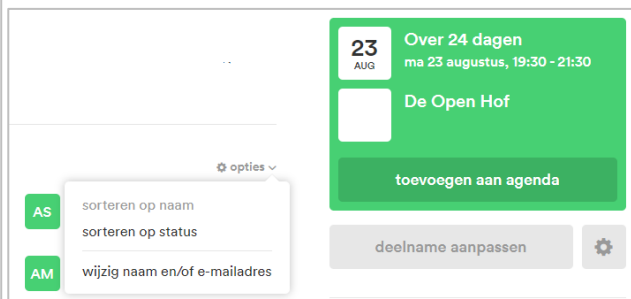 opties
AS
sorteren op naam
sorteren op status
AM
wijzig naam en/of e-mailadres
23
AUG
Over 24 dagen
ma 23 augustus, 19:30 - 21:30
De Open Hof
toevoegen aan agenda
deelname aanpassen